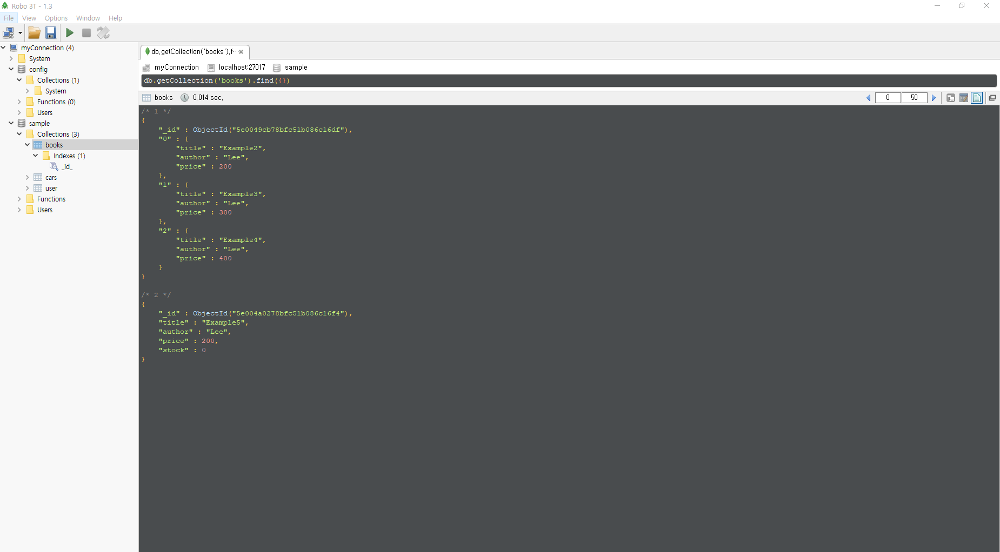 Robo 3T - 1.3
File View Options Window Help
myConnection (4)
System
config
Collections (1)
System
Functions (0)
Users
sample
Collections (3)
books
Indexes (1)
_id_
cars
user
Functions
Users
db.getCollection('books').f···
myConnection localhost:27017 sample
db.getCollection('books').find({})
books 0.014 sec.
0 50
/* 1 */
{
"_id" : ObjectId("5e0049cb78bfc51b086c16df"),
"0" : {
"title" : "Example2",
"author" : "Lee",
"price" : 200
},
"1" : {
"title" : "Example3",
"author" : "Lee",
"price" : 300
},
"2" : {
"title" : "Example4",
"author" : "Lee",
"price" : 400
}
}
/* 2 */
{
"_id" : ObjectId("5e004a0278bfc51b086c16f4"),
"title" : "Example5",
"author" : "Lee",
"price" : 200,
"stock" : 0
}